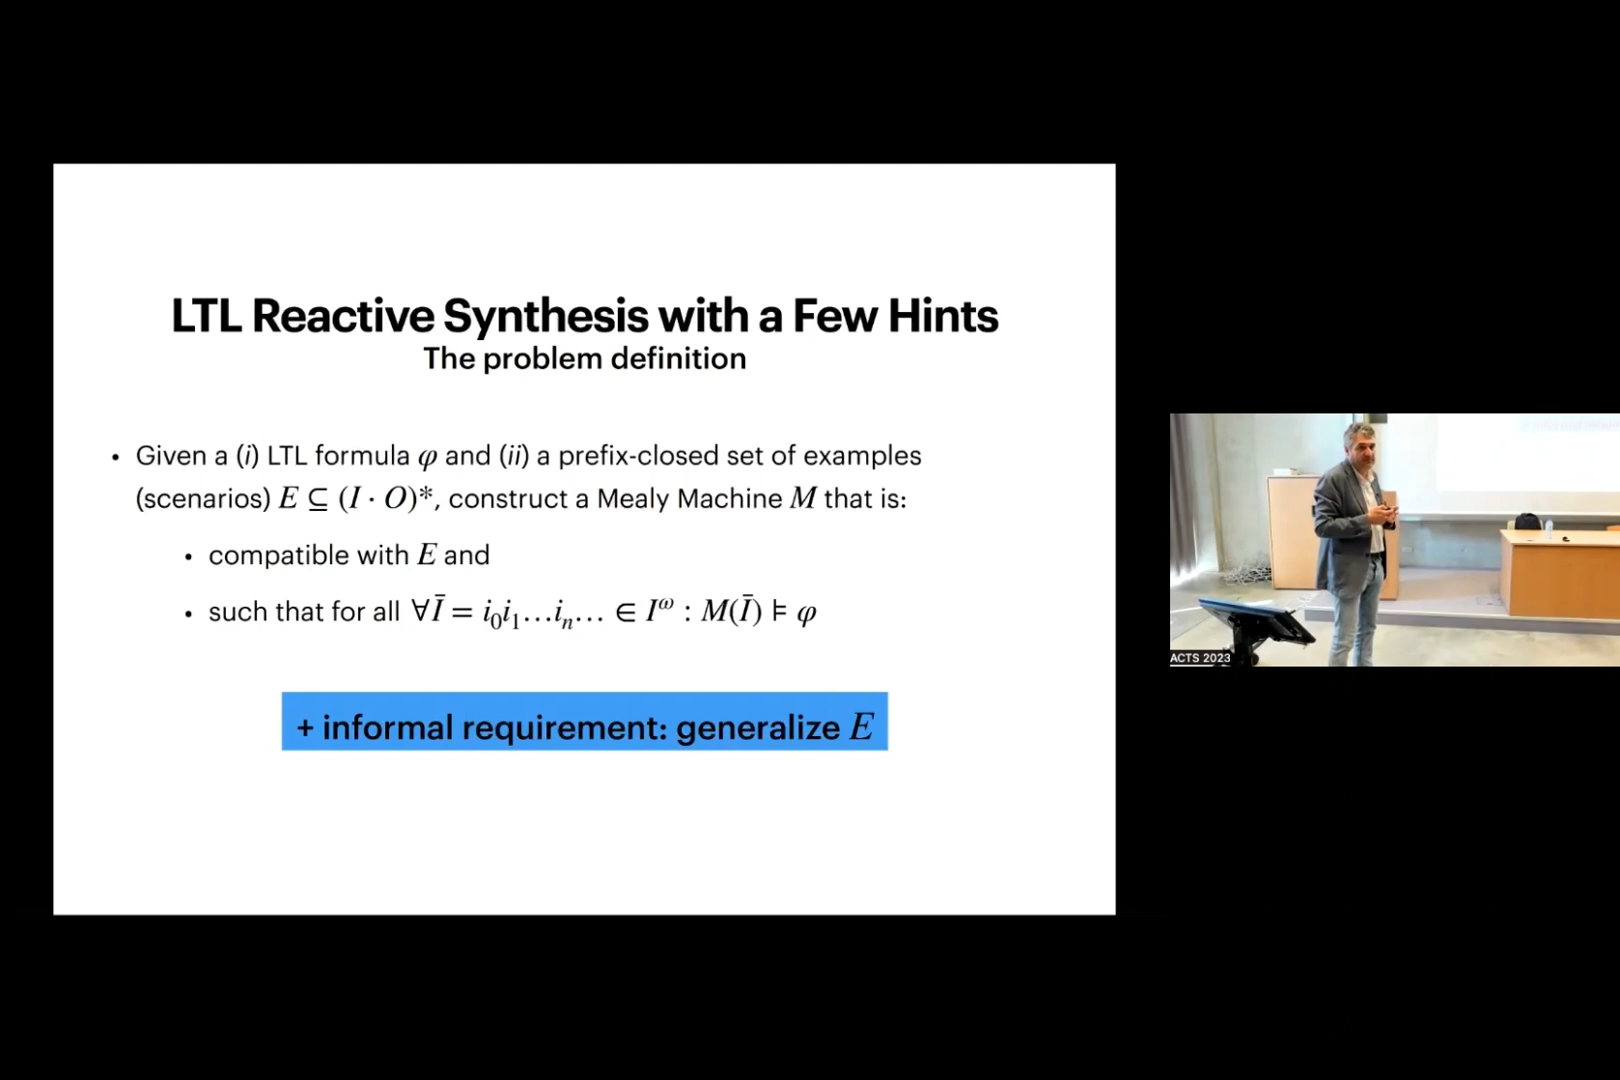 LTL Reactive Synthesis with a Few Hints
The problem definition
• Given a (i) LTL formula φ and (ii) a prefix-closed set of examples
(scenarios) E ⊆ (I · O)*, construct a Mealy Machine M that is:
• compatible with E and
• such that for all ∀Ī = i₀i₁…iₙ… ∈ I^ω : M(Ī) ⊧ φ
+ informal requirement: generalize E
ACTS 2023